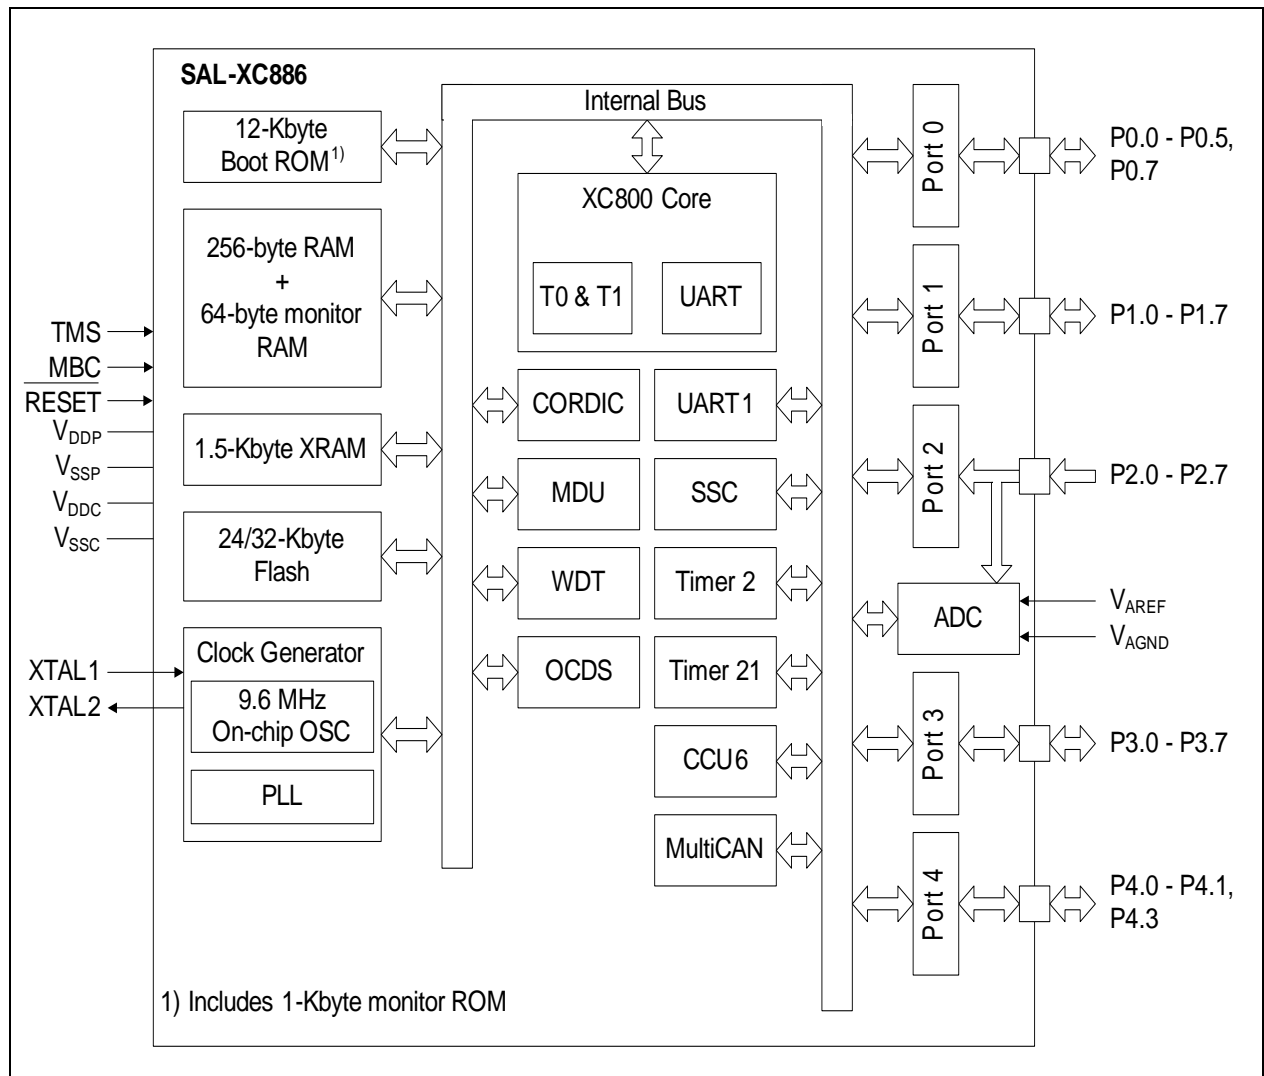 SAL-XC886
Internal Bus
12-Kbyte
Boot ROM1)
256-byte RAM
+
64-byte monitor
RAM
1.5-Kbyte XRAM
24/32-Kbyte
Flash
Clock Generator
9.6 MHz
On-chip OSC
PLL
TMS
MBC
RESET
VDDP
VSSP
VDDC
VSSC
XTAL1
XTAL2
XC800 Core
T0 & T1
UART
CORDIC
UART1
MDU
SSC
WDT
Timer 2
OCDS
Timer 21
CCU6
MultiCAN
Port 0
P0.0 - P0.5,
P0.7
Port 1
P1.0 - P1.7
Port 2
P2.0 - P2.7
ADC
VAREF
VAGND
Port 3
P3.0 - P3.7
Port 4
P4.0 - P4.1,
P4.3
1) Includes 1-Kbyte monitor ROM